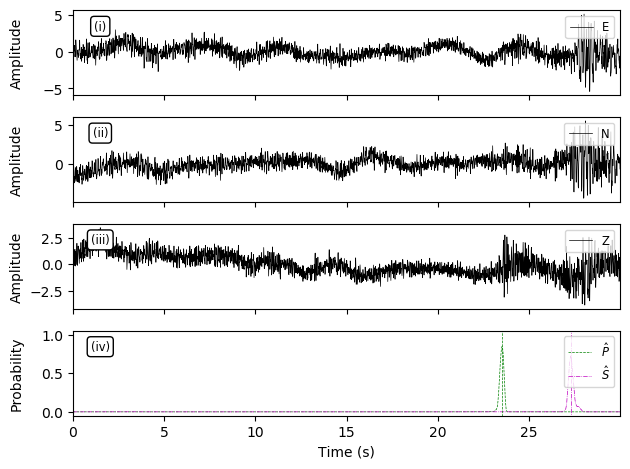 5
0
−5
Amplitude
(i)
E
5
0
Amplitude
(ii)
N
2.5
0.0
−2.5
Amplitude
(iii)
Z
1.0
0.5
0.0
Probability
(iv)
P̂
Ŝ
0 5 10 15 20 25
Time (s)